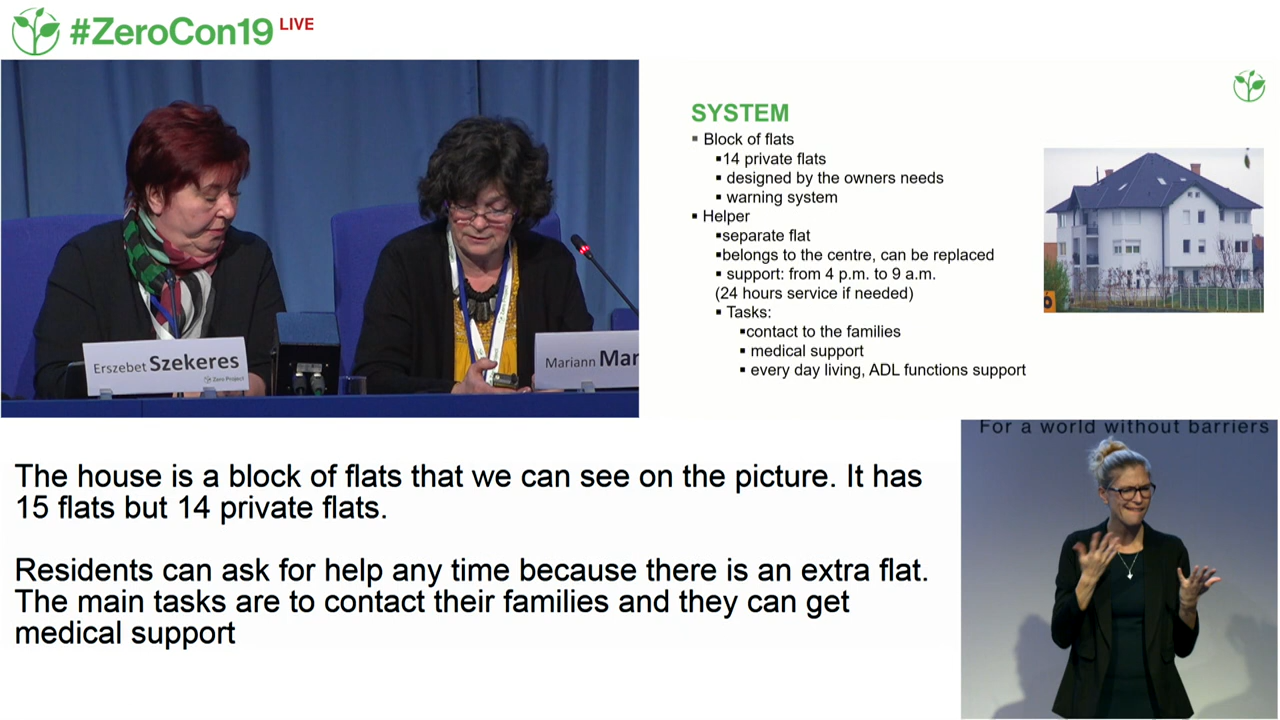 #ZeroCon19 LIVE
Erszebet Szekeres
Zero Project
Mariann Mar
SYSTEM
Block of flats
14 private flats
designed by the owners needs
warning system
Helper
separate flat
belongs to the centre, can be replaced
support: from 4 p.m. to 9 a.m.
(24 hours service if needed)
Tasks:
contact to the families
medical support
every day living, ADL functions support
The house is a block of flats that we can see on the picture. It has
15 flats but 14 private flats.
Residents can ask for help any time because there is an extra flat.
The main tasks are to contact their families and they can get
medical support
For a world without barriers